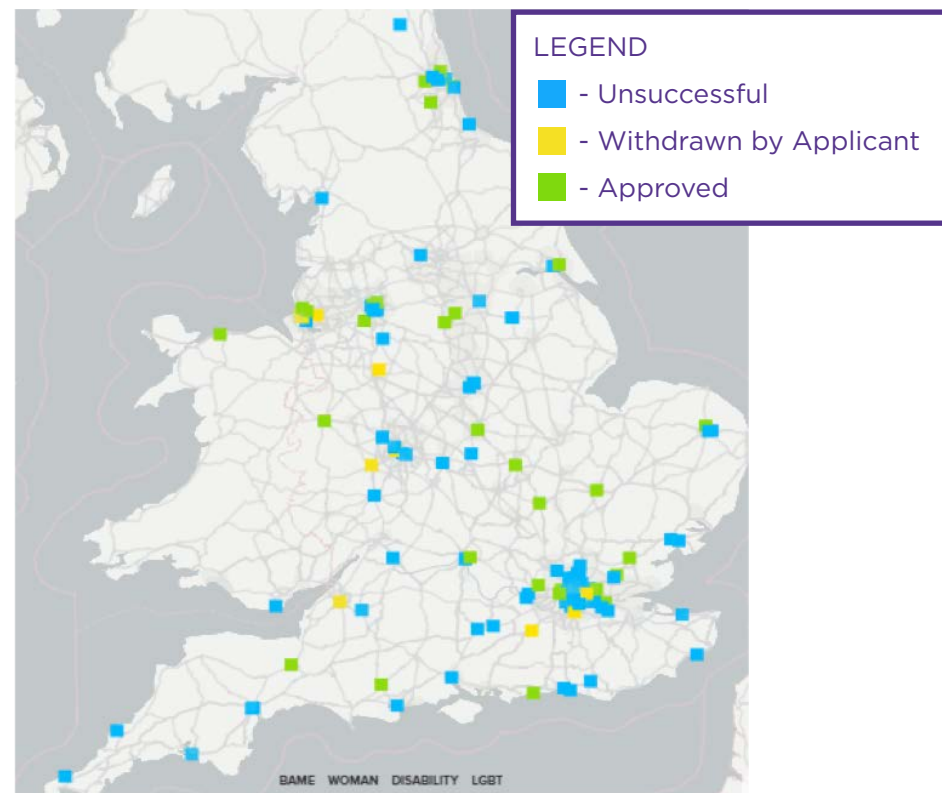 LEGEND
- Unsuccessful
- Withdrawn by Applicant
- Approved
BAME WOMAN DISABILITY LGBT